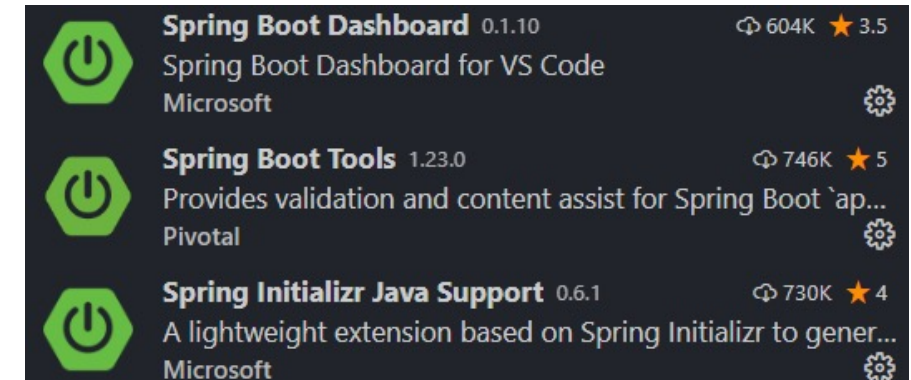 Spring Boot Dashboard 0.1.10 604K 3.5
Spring Boot Dashboard for VS Code
Microsoft
Spring Boot Tools 1.23.0 746K 5
Provides validation and content assist for Spring Boot `ap...
Pivotal
Spring Initializr Java Support 0.6.1 730K 4
A lightweight extension based on Spring Initializr to gener...
Microsoft